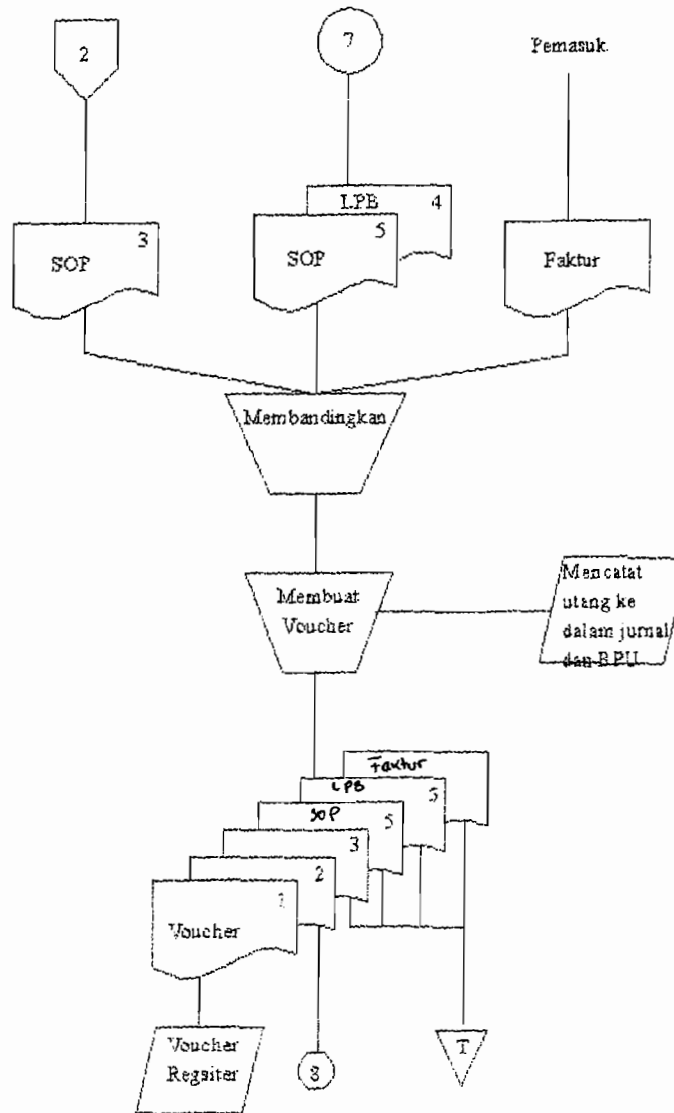 2
7
Pemasuk.
LPB
4
3
5
SOP
SOP
Faktur
Membandingkan
Membuat
Voucher
Mencatat
utang ke
dalam jurnal
dan BPU
Faktur
LPB
5
SOP
5
3
2
1
Voucher
Voucher
Regsiter
8
T